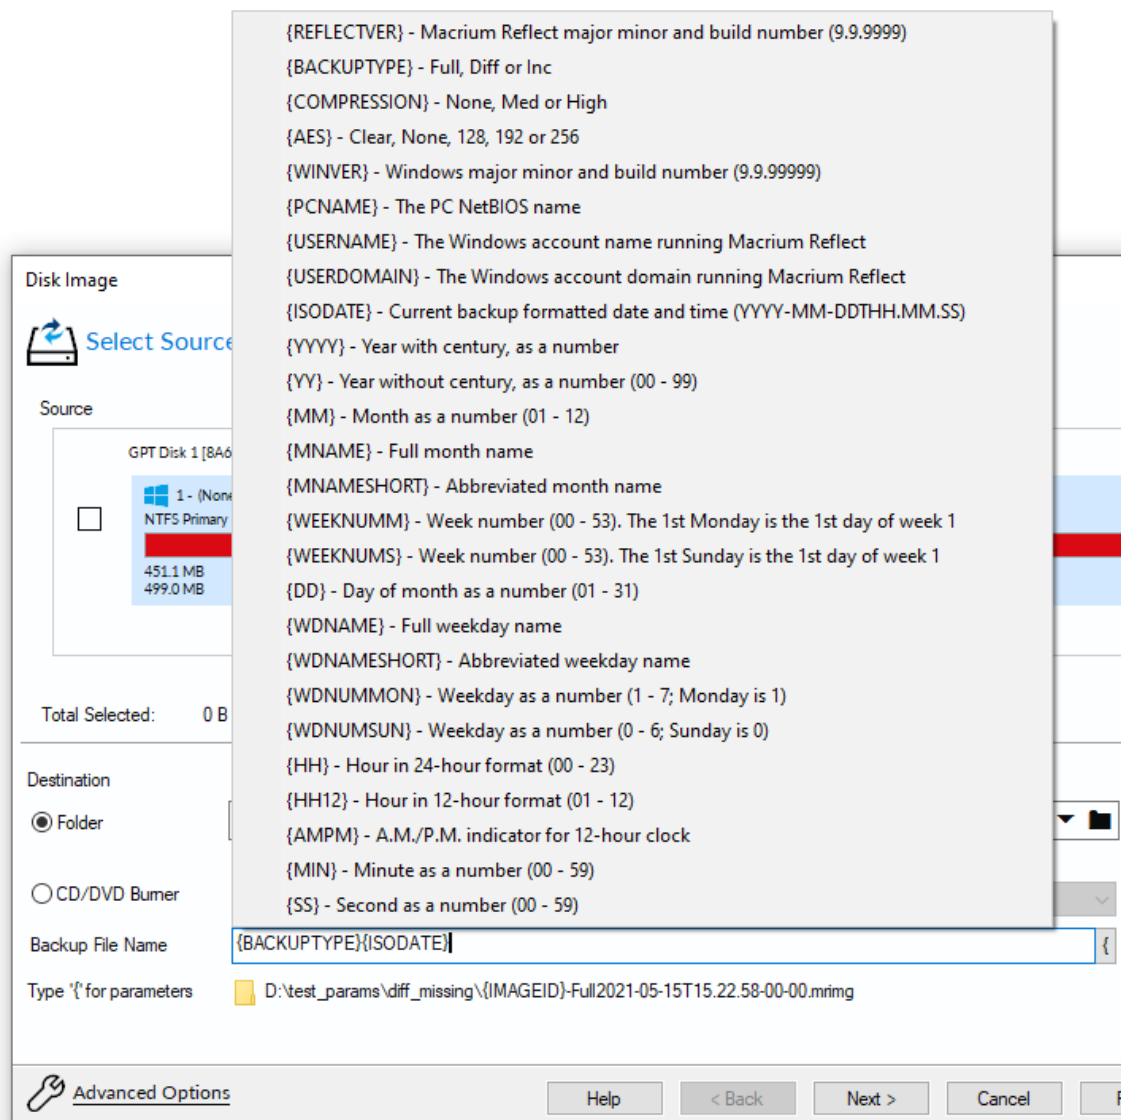 {REFLECTVER} - Macrium Reflect major minor and build number (9.9.9999)
{BACKUPTYPE} - Full, Diff or Inc
{COMPRESSION} - None, Med or High
{AES} - Clear, None, 128, 192 or 256
{WINVER} - Windows major minor and build number (9.9.99999)
{PCNAME} - The PC NetBIOS name
{USERNAME} - The Windows account name running Macrium Reflect
{USERDOMAIN} - The Windows account domain running Macrium Reflect
{ISODATE} - Current backup formatted date and time (YYYY-MM-DDTHH.MM.SS)
{YYYY} - Year with century, as a number
{YY} - Year without century, as a number (00 - 99)
{MM} - Month as a number (01 - 12)
{MNAME} - Full month name
{MNAMESHORT} - Abbreviated month name
{WEEKNUMM} - Week number (00 - 53). The 1st Monday is the 1st day of week 1
{WEEKNUMS} - Week number (00 - 53). The 1st Sunday is the 1st day of week 1
{DD} - Day of month as a number (01 - 31)
{WDNAME} - Full weekday name
{WDNAMESHORT} - Abbreviated weekday name
{WDNUMMON} - Weekday as a number (1 - 7; Monday is 1)
{WDNUMSUN} - Weekday as a number (0 - 6; Sunday is 0)
{HH} - Hour in 24-hour format (00 - 23)
{HH12} - Hour in 12-hour format (01 - 12)
{AMPM} - A.M./P.M. indicator for 12-hour clock
{MIN} - Minute as a number (00 - 59)
{SS} - Second as a number (00 - 59)
Disk Image
Select Source
Source
GPT Disk 1 [8A6
1 - (None
NTFS Primary
451.1 MB
499.0 MB
Total Selected: 0 B
Destination
Folder
CD/DVD Burner
Backup File Name {BACKUPTYPE}{ISODATE} {
Type '{' for parameters D:\test_params\diff_missing\{IMAGEID}-Full2021-05-15T15.22.58-00-00.mrimg
Advanced Options Help < Back Next > Cancel